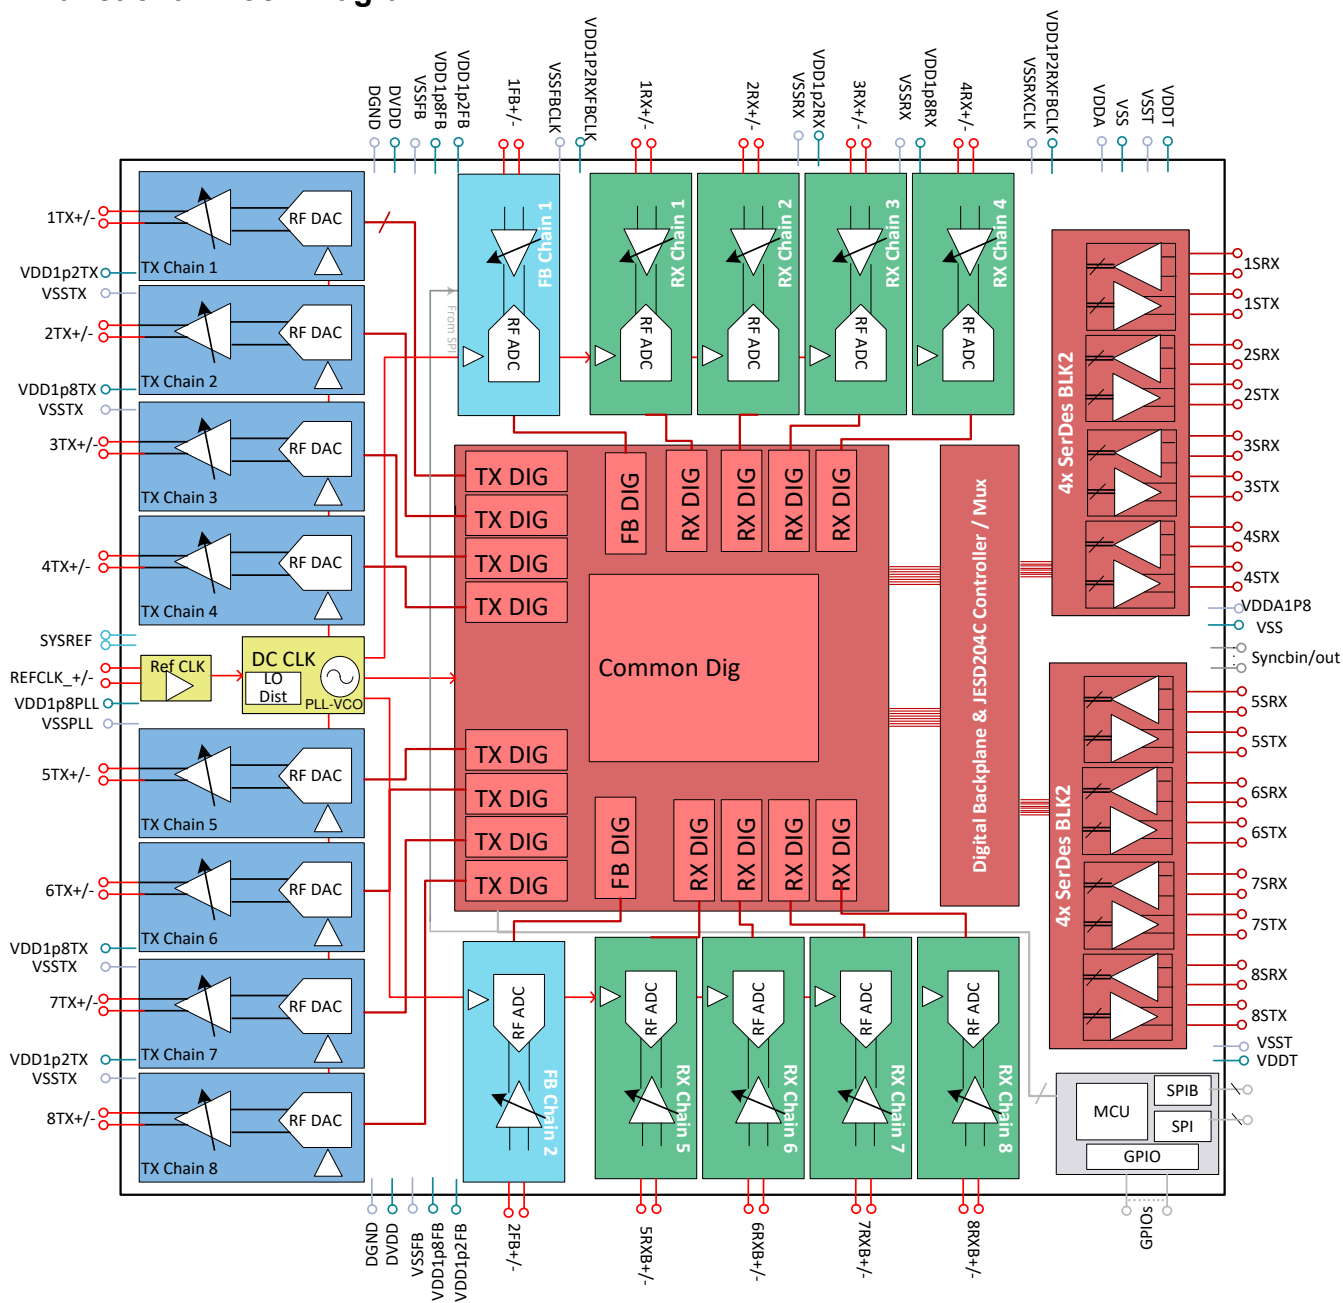 DGND
DVDD
VSSFB
VDD1p8FB
VDD1p2FB
1FB+/-
VSSFBCLK
VDD1P2RXFBCLK
1RX+/-
2RX+/-
VSSRX
VDD1p2RX
3RX+/-
VSSRX
VDD1p8RX
4RX+/-
VSSRXCLK
VDD1P2RXFBCLK
VDDA
VSS
VSST
VDDT
1TX+/-
VDD1p2TX
VSSTX
2TX+/-
VDD1p8TX
VSSTX
3TX+/-
4TX+/-
SYSREF
REFCLK_+/-
VDD1p8PLL
VSSPLL
5TX+/-
6TX+/-
VDD1p8TX
VSSTX
7TX+/-
VDD1p2TX
VSSTX
8TX+/-
RF DAC
TX Chain 1
RF DAC
TX Chain 2
RF DAC
TX Chain 3
RF DAC
TX Chain 4
Ref CLK
DC CLK
LO
Dist
PLL-VCO
RF DAC
TX Chain 5
RF DAC
TX Chain 6
RF DAC
TX Chain 7
RF DAC
TX Chain 8
From SPI
FB Chain 1
RF ADC
RX Chain 1
RF ADC
RX Chain 2
RF ADC
RX Chain 3
RF ADC
RX Chain 4
RF ADC
TX DIG
TX DIG
TX DIG
TX DIG
FB DIG
RX DIG
RX DIG
RX DIG
RX DIG
Common Dig
TX DIG
TX DIG
TX DIG
TX DIG
FB DIG
RX DIG
RX DIG
RX DIG
RX DIG
Digital Backplane & JESD204C Controller / Mux
RF ADC
FB Chain 2
RF ADC
RX Chain 5
RF ADC
RX Chain 6
RF ADC
RX Chain 7
RF ADC
RX Chain 8
4x SerDes BLK2
1SRX
1STX
2SRX
2STX
3SRX
3STX
4SRX
4STX
VDDA1P8
VSS
Syncbin/out
4x SerDes BLK2
5SRX
5STX
6SRX
6STX
7SRX
7STX
8SRX
8STX
VSST
VDDT
MCU
SPIB
SPI
GPIO
GPIOS
DGND
DVDD
VSSFB
VDD1p8FB
VDD1p2FB
2FB+/-
5RXB+/-
6RXB+/-
7RXB+/-
8RXB+/-